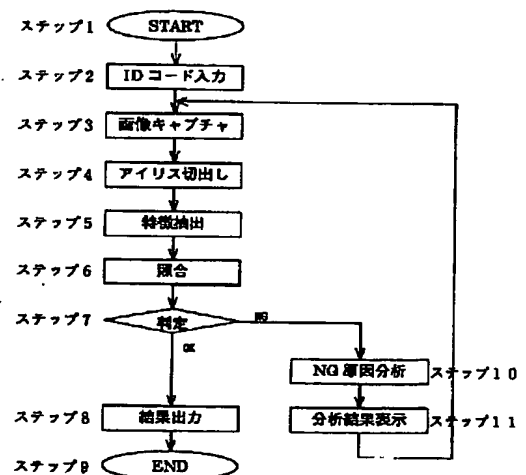 ステップ1 START
ステップ2 IDコード入力
ステップ3 画像キャプチャ
ステップ4 アイリス切出し
ステップ5 特徴抽出
ステップ6 照合
ステップ7 判定 NG
OK
NG原因分析 ステップ10
ステップ8 結果出力 分析結果表示 ステップ11
ステップ9 END